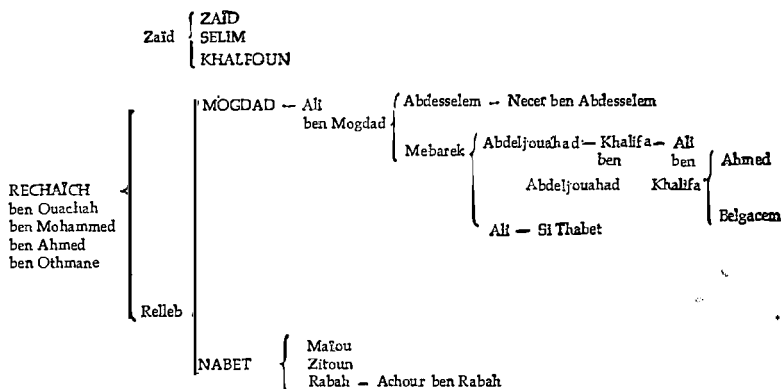 ZAÏD
Zaïd SELIM
KHALFOUN
MOGDAD — Ali
ben Mogdad
Abdesselem — Necer ben Abdesselem
Mebarek
Abdeljouahad — Khalifa — Ali
ben ben
Abdeljouahad Khalifa
Ahmed
Belgacem
Ali — Si Thabet
RECHAÏCH
ben Ouachah
ben Mohammed
ben Ahmed
ben Othmane
Relleb
NABET
Maïou
Zitoun
Rabah — Achour ben Rabah